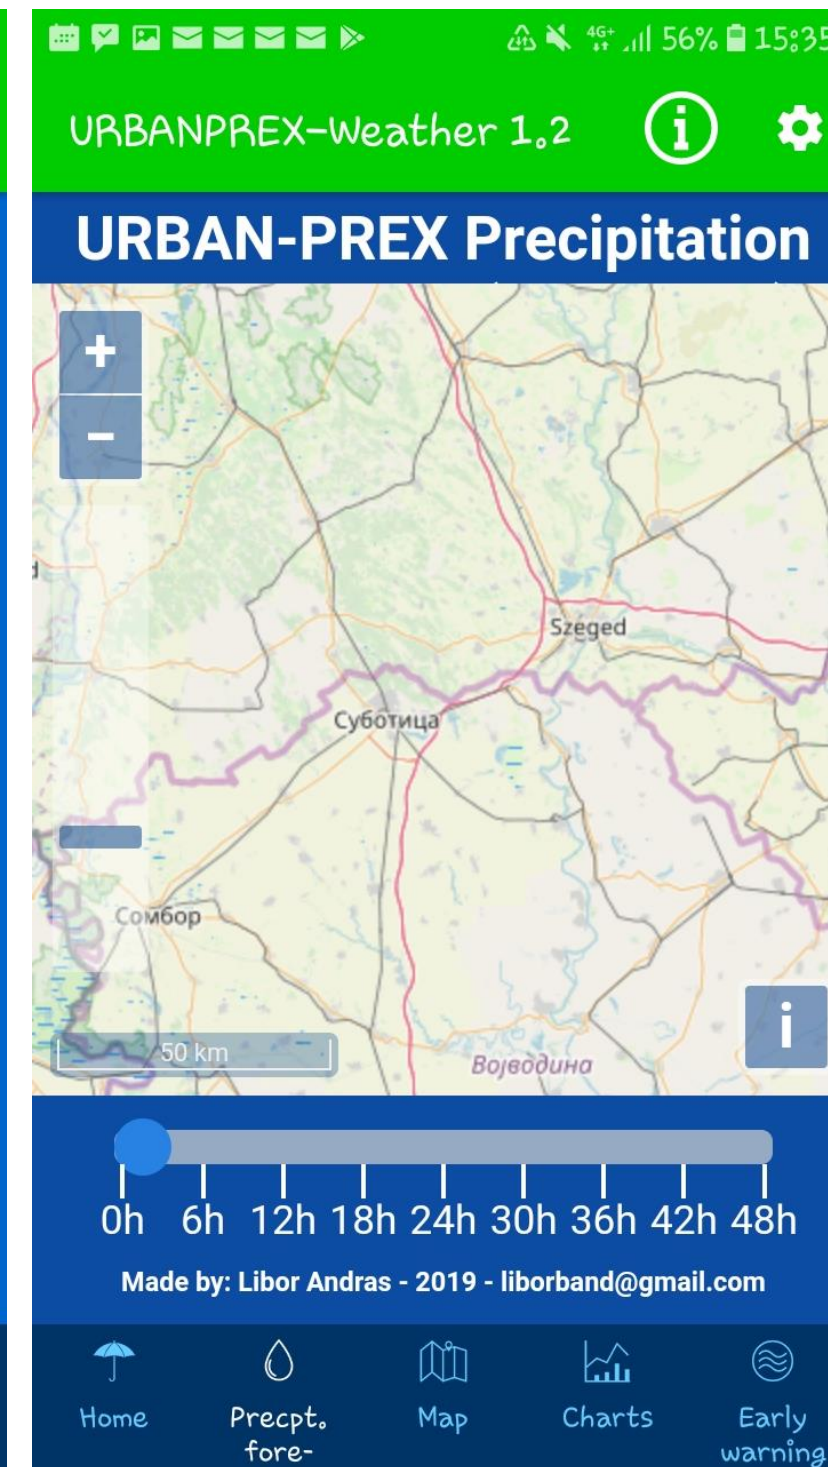 56% 15:35
URBANPREX-Weather 1.2
URBAN-PREX Precipitation
+
-
Szeged
Суботица
Сомбор
50 km
Војводина
i
0h 6h 12h 18h 24h 30h 36h 42h 48h
Made by: Libor Andras - 2019 - liborband@gmail.com
Home Precpt. Map Charts Early
fore- warning